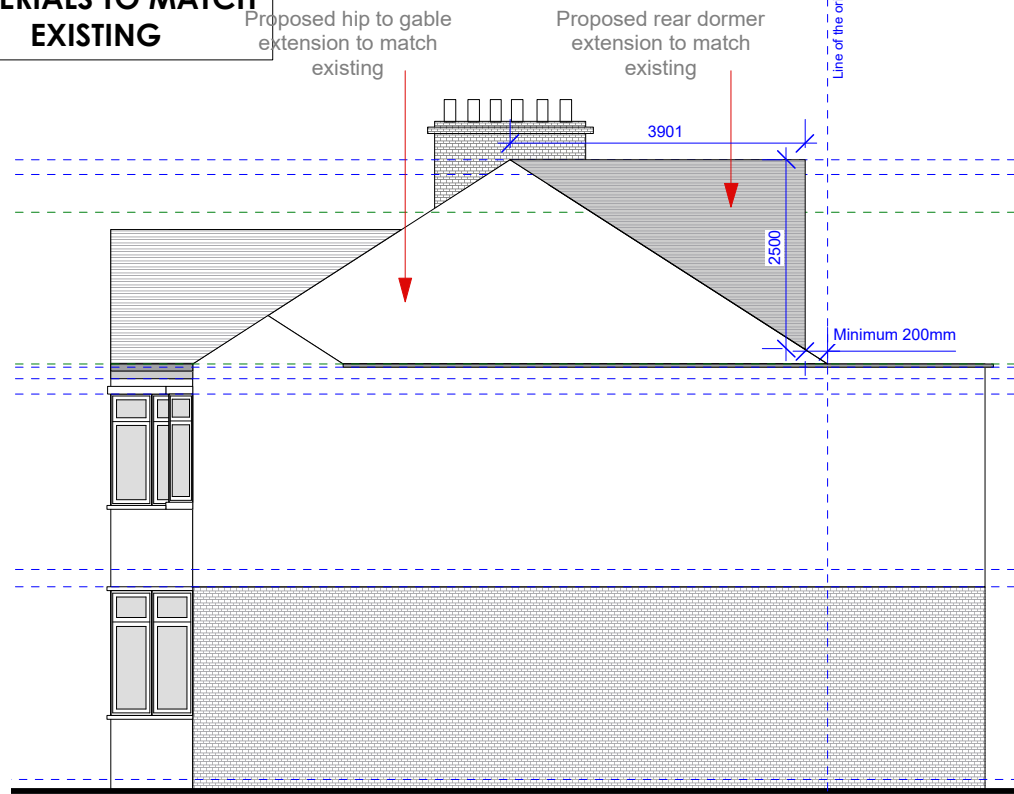 MATCH
EXISTING
Proposed hip to gable
extension to match
existing
Proposed rear dormer
extension to match
existing
Line of the
3901
2500
Minimum 200mm